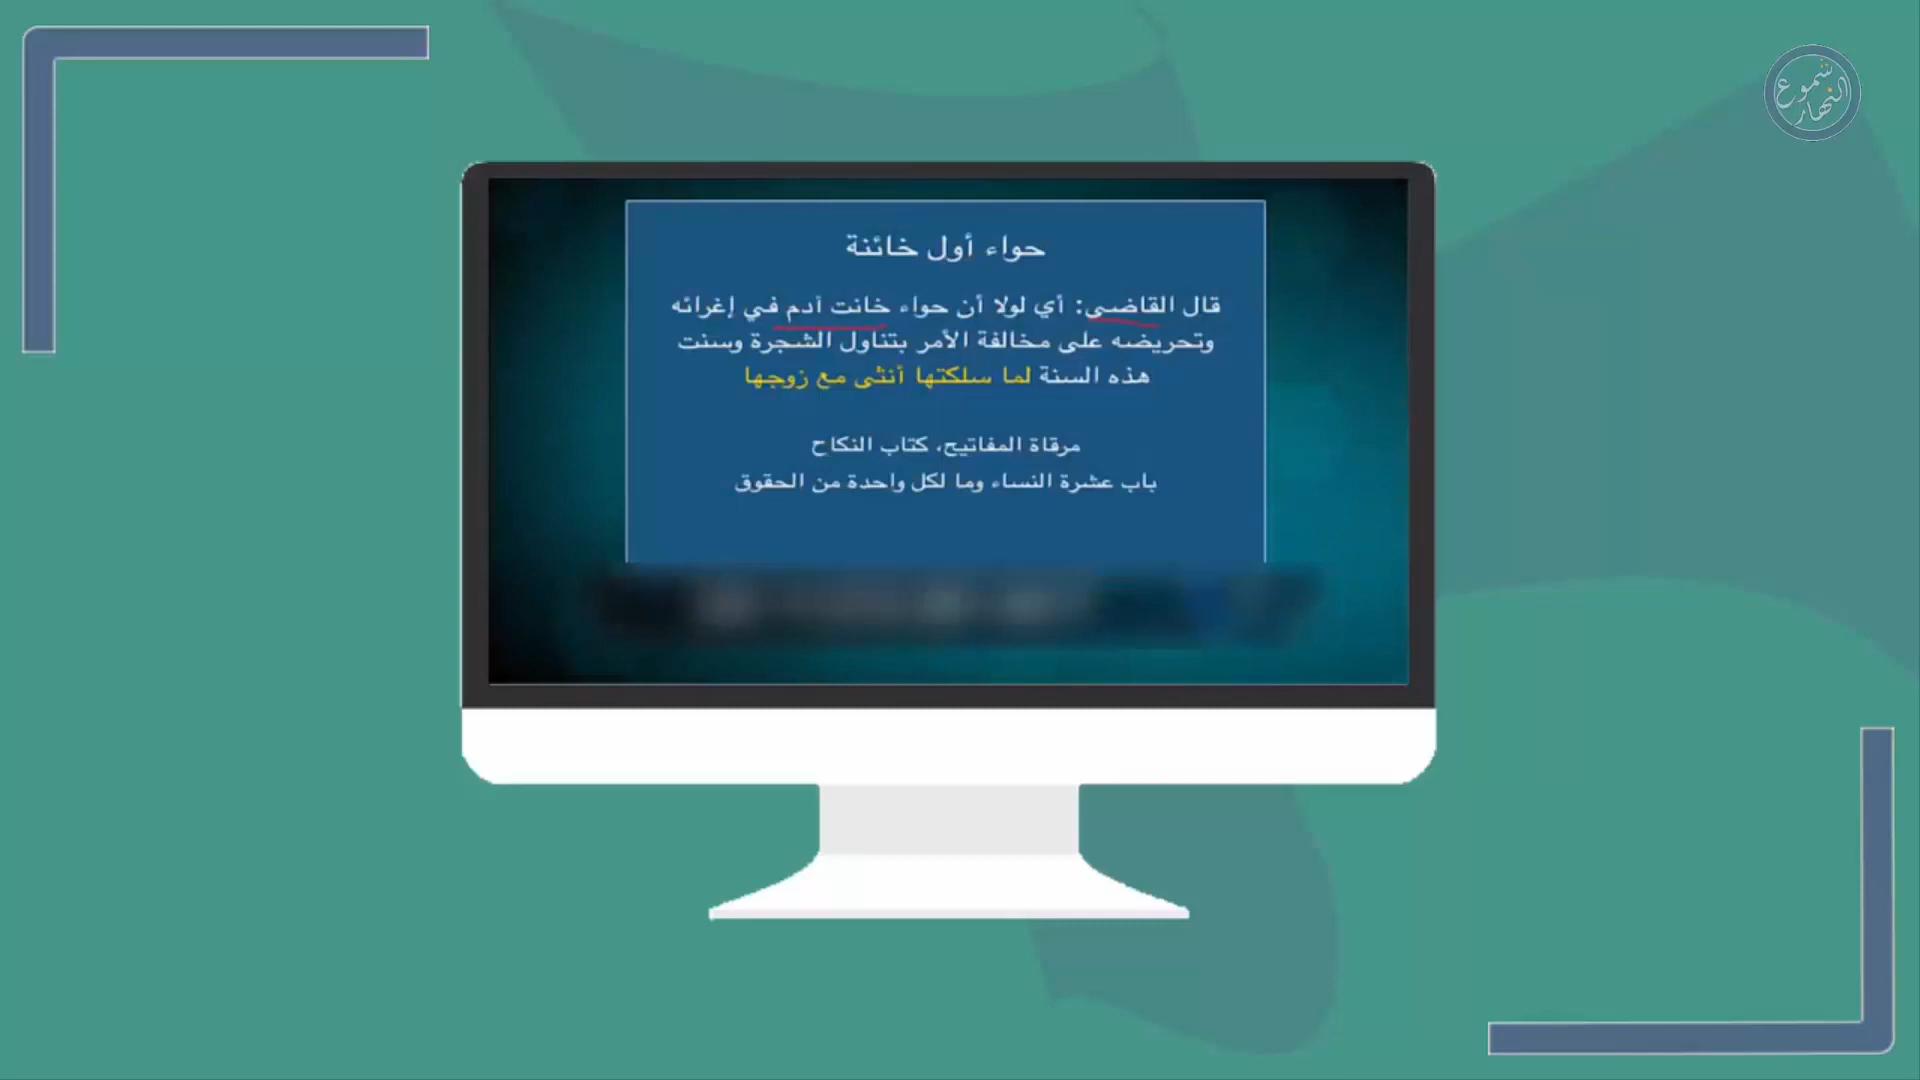 شموع النهار
حواء أول خائنة
قال القاضي: أي لولا أن حواء خانت آدم في إغرائه
وتحريضه على مخالفة الأمر بتناول الشجرة وسنت
هذه السنة لما سلكتها أنثى مع زوجها
مرقاة المفاتيح، كتاب النكاح
باب عشرة النساء وما لكل واحدة من الحقوق